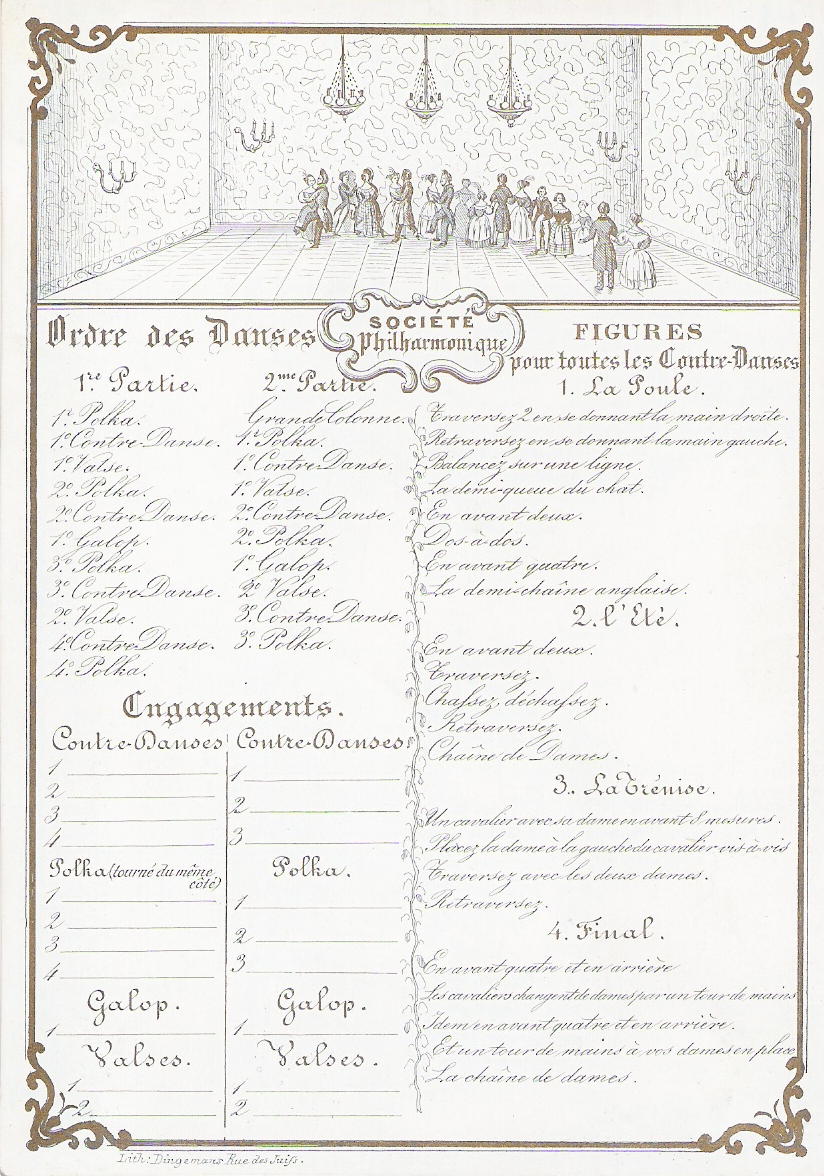 Ordre des Danses
SOCIÉTÉ
Philharmonique
1re Partie.
1e Polka.
1e Contre-Danse.
1e Valse.
2e Polka.
2e Contre-Danse.
1e Galop.
3e Polka.
3e Contre-Danse.
2e Valse.
4e Contre-Danse.
4e Polka.
2me Partie.
Grande Colonne.
1e Polka.
1e Contre-Danse.
1e Valse.
2e Contre-Danse.
2e Polka.
1e Galop.
2e Valse.
3e Contre-Danse.
3e Polka.
Engagements.
Contre-Danses
1
2
3
4
Polka (tourné du même
côté)
1
2
3
4
Galop.
1
Valses.
1
2
Contre-Danses
1
2
3
Polka.
1
2
3
Galop.
1
Valses.
1
2
FIGURES
pour toutes les Contre-Danses
1. La Poule.
Traversez 2 en se donnant la main droite.
Retraversez en se donnant la main gauche.
Balancez sur une ligne.
La demi-queue du chat.
En avant deux.
Dos-à-dos.
En avant quatre.
La demi-chaîne anglaise.
2. l'Eté.
En avant deux.
Traversez.
Chassez, déchassez.
Retraversez.
Chaîne de Dames.
3. La Trénise.
Un cavalier avec sa dame en avant 8 mesures.
Placez la dame à la gauche du cavalier vis-à-vis
Traversez avec les deux dames.
Retraversez.
4. Final.
En avant quatre et en arrière
Les cavaliers changent de dames par un tour de mains
Idem en avant quatre et en arrière.
Et un tour de mains à vos dames en place
La chaîne de dames.
Lith: Dingemans Rue des Juifs.